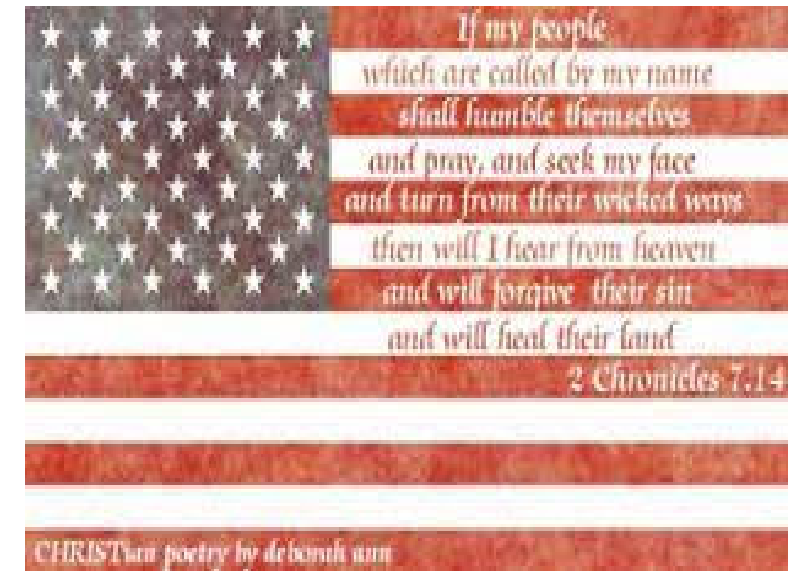 If my people
which are called by my name
shall humble themselves
and pray, and seek my face
and turn from their wicked ways
then will I hear from heaven
and will forgive their sin
and will heal their land
2 Chronicles 7.14
CHRISTian poetry by deborah ann